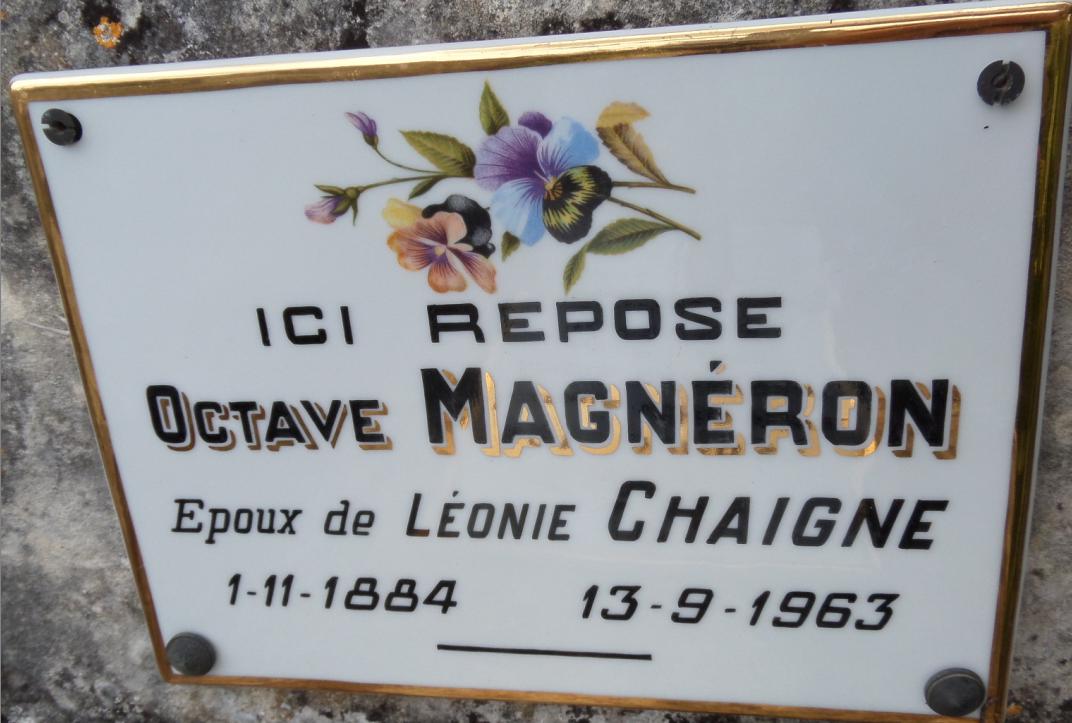 ICI REPOSE
OCTAVE MAGNÉRON
Epoux de LÉONIE CHAIGNE
1-11-1884 13-9-1963